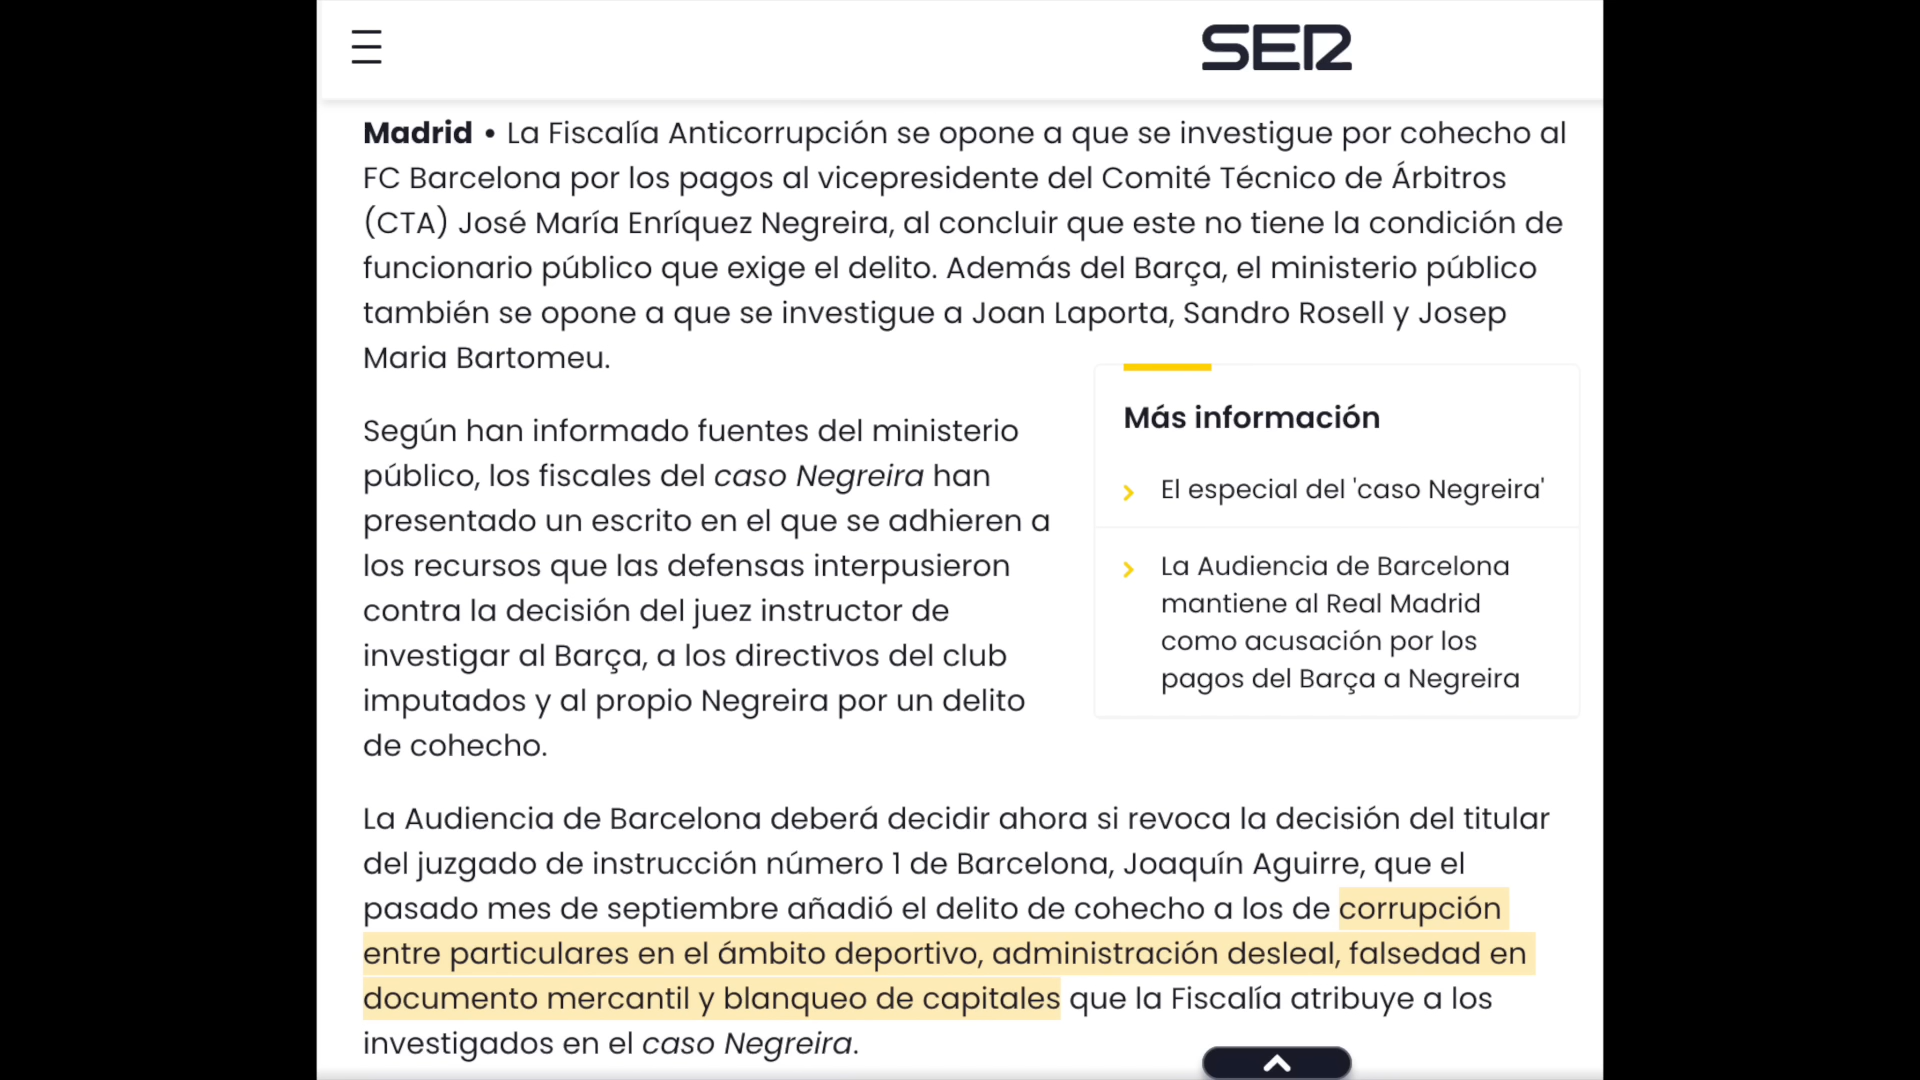 SER
Madrid • La Fiscalía Anticorrupción se opone a que se investigue por cohecho al
FC Barcelona por los pagos al vicepresidente del Comité Técnico de Árbitros
(CTA) José María Enríquez Negreira, al concluir que este no tiene la condición de
funcionario público que exige el delito. Además del Barça, el ministerio público
también se opone a que se investigue a Joan Laporta, Sandro Rosell y Josep
Maria Bartomeu.
Según han informado fuentes del ministerio
público, los fiscales del caso Negreira han
presentado un escrito en el que se adhieren a
los recursos que las defensas interpusieron
contra la decisión del juez instructor de
investigar al Barça, a los directivos del club
imputados y al propio Negreira por un delito
de cohecho.
Más información
El especial del 'caso Negreira'
La Audiencia de Barcelona
mantiene al Real Madrid
como acusación por los
pagos del Barça a Negreira
La Audiencia de Barcelona deberá decidir ahora si revoca la decisión del titular
del juzgado de instrucción número 1 de Barcelona, Joaquín Aguirre, que el
pasado mes de septiembre añadió el delito de cohecho a los de corrupción
entre particulares en el ámbito deportivo, administración desleal, falsedad en
documento mercantil y blanqueo de capitales que la Fiscalía atribuye a los
investigados en el caso Negreira.